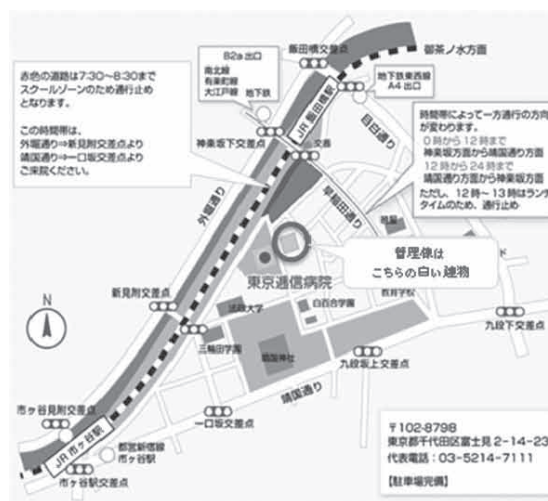 飯田橋交差点
御茶ノ水方面
B2a 出口
南北線
有楽町線
大江戸線 地下鉄
地下鉄東西線
A4 出口
JR 飯田橋駅
目白通り
赤色の道路は7:30～8:30まで
スクールゾーンのため通行止め
となります。
この時間帯は、
外堀通り⇒新見附交差点より
靖国通り⇒一口坂交差点より
ご来院ください。
神楽坂下交差点
交番
時間帯によって一方通行の方向
が変わります。
0時から12時まで
神楽坂方面から靖国通り方面
12時から24時まで
靖国通り方面から神楽坂方面
ただし、12時～13時はランチ
タイムのため、通行止め
外堀通り
早稲田通り
管理棟は
こちらの白い建物
東京逓信病院
N
新見附交差点
法政大学
白百合学園
教育学校
三輪田学園
靖国神社
九段下交差点
九段坂上交差点
靖国通り
市ヶ谷見附交差点
一口坂交差点
JR 市ヶ谷駅
都営新宿線
市ヶ谷駅
市ヶ谷駅交差点
〒102-8798
東京都千代田区富士見 2-14-23
代表電話：03-5214-7111
【駐車場完備】